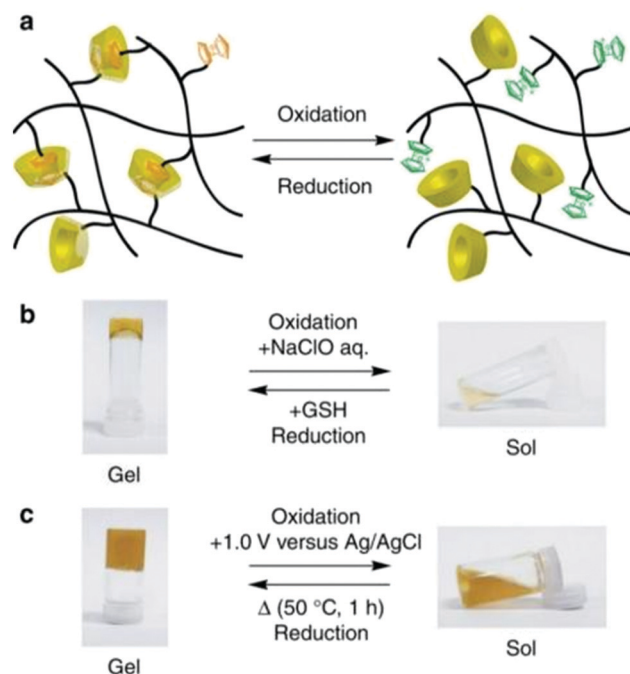 a
Oxidation
Reduction
b
Oxidation
+NaClO aq.
+GSH
Reduction
Gel
Sol
c
Oxidation
+1.0 V versus Ag/AgCl
Δ (50 °C, 1 h)
Reduction
Gel
Sol